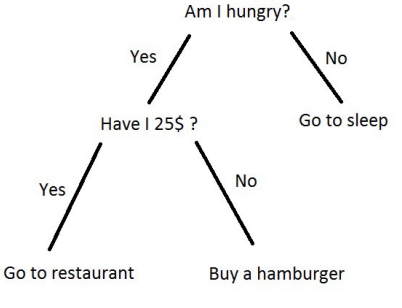 Am I hungry?
Yes
No
Have I 25$ ?
Go to sleep
Yes
No
Go to restaurant
Buy a hamburger